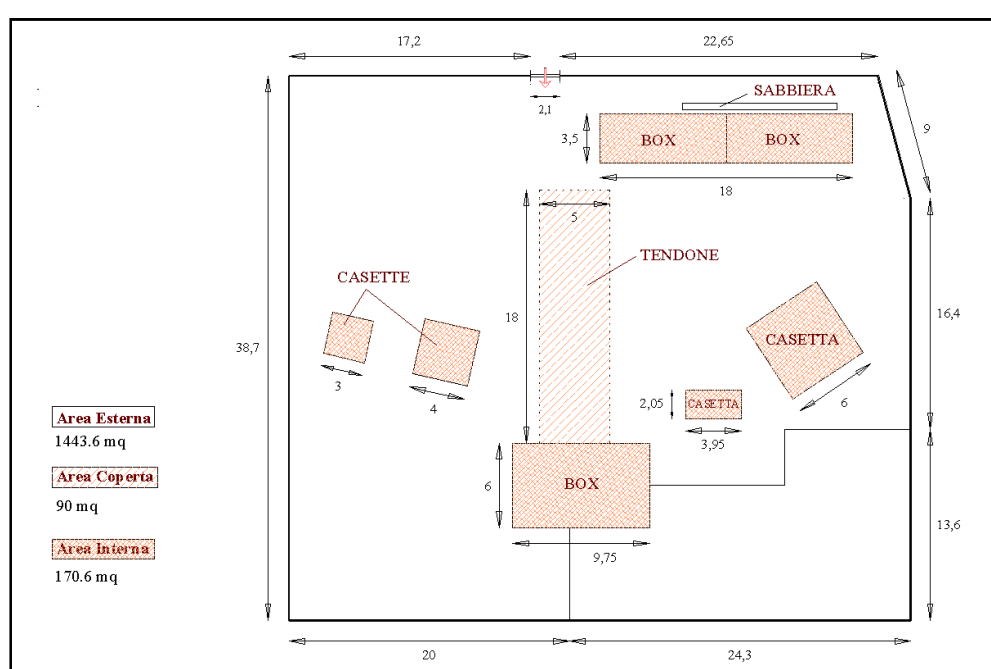 17,2
22,65
2,1
SABBIERA
9
3,5
BOX
BOX
18
5
TENDONE
CASETTE
18
16,4
38,7
CASETTA
3
4
2,05
CASETTA
6
3,95
Area Esterna
1443.6 mq
6
BOX
Area Coperta
90 mq
13,6
9,75
Area Interna
170.6 mq
20
24,3